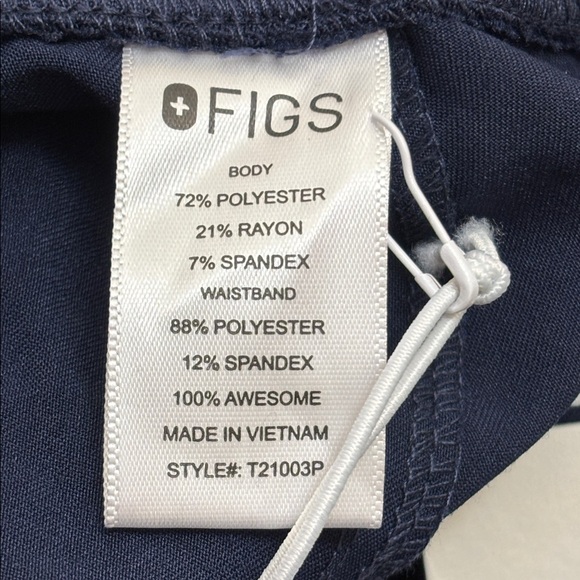 FIGS
BODY
72% POLYESTER
21% RAYON
7% SPANDEX
WAISTBAND
88% POLYESTER
12% SPANDEX
100% AWESOME
MADE IN VIETNAM
STYLE#: T21003P